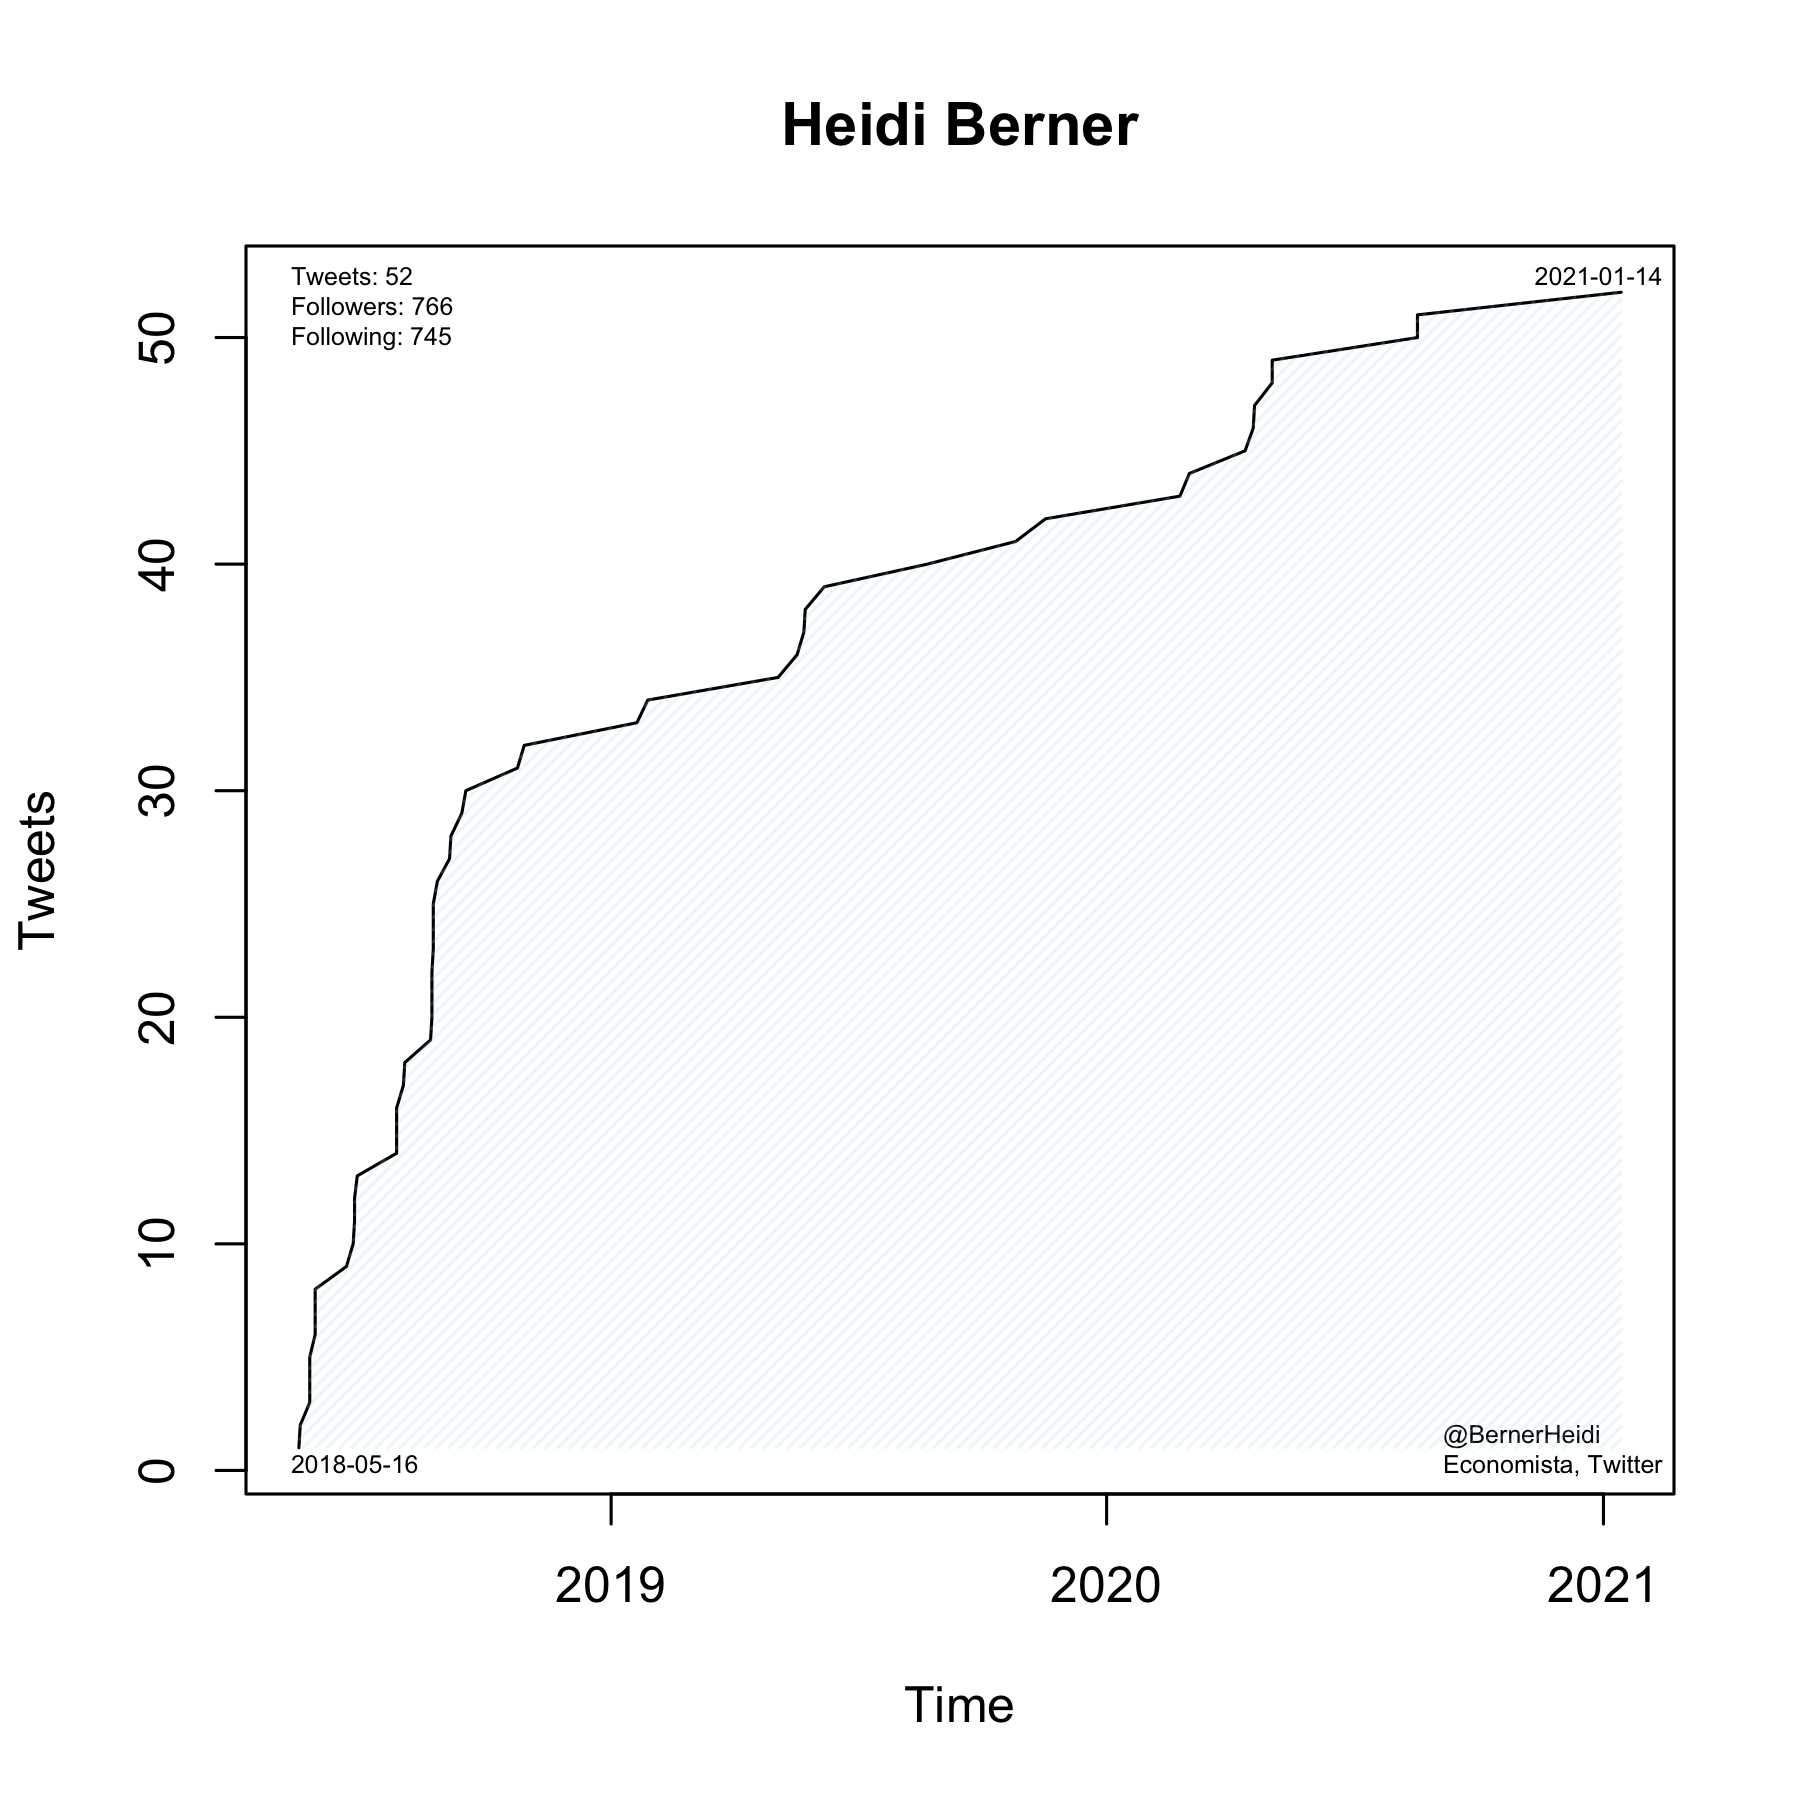 Heidi Berner
Tweets: 52
Followers: 766
Following: 745
2021-01-14
50
40
30
20
10
0
Tweets
2018-05-16
@BernerHeidi
Economista, Twitter
2019
2020
2021
Time